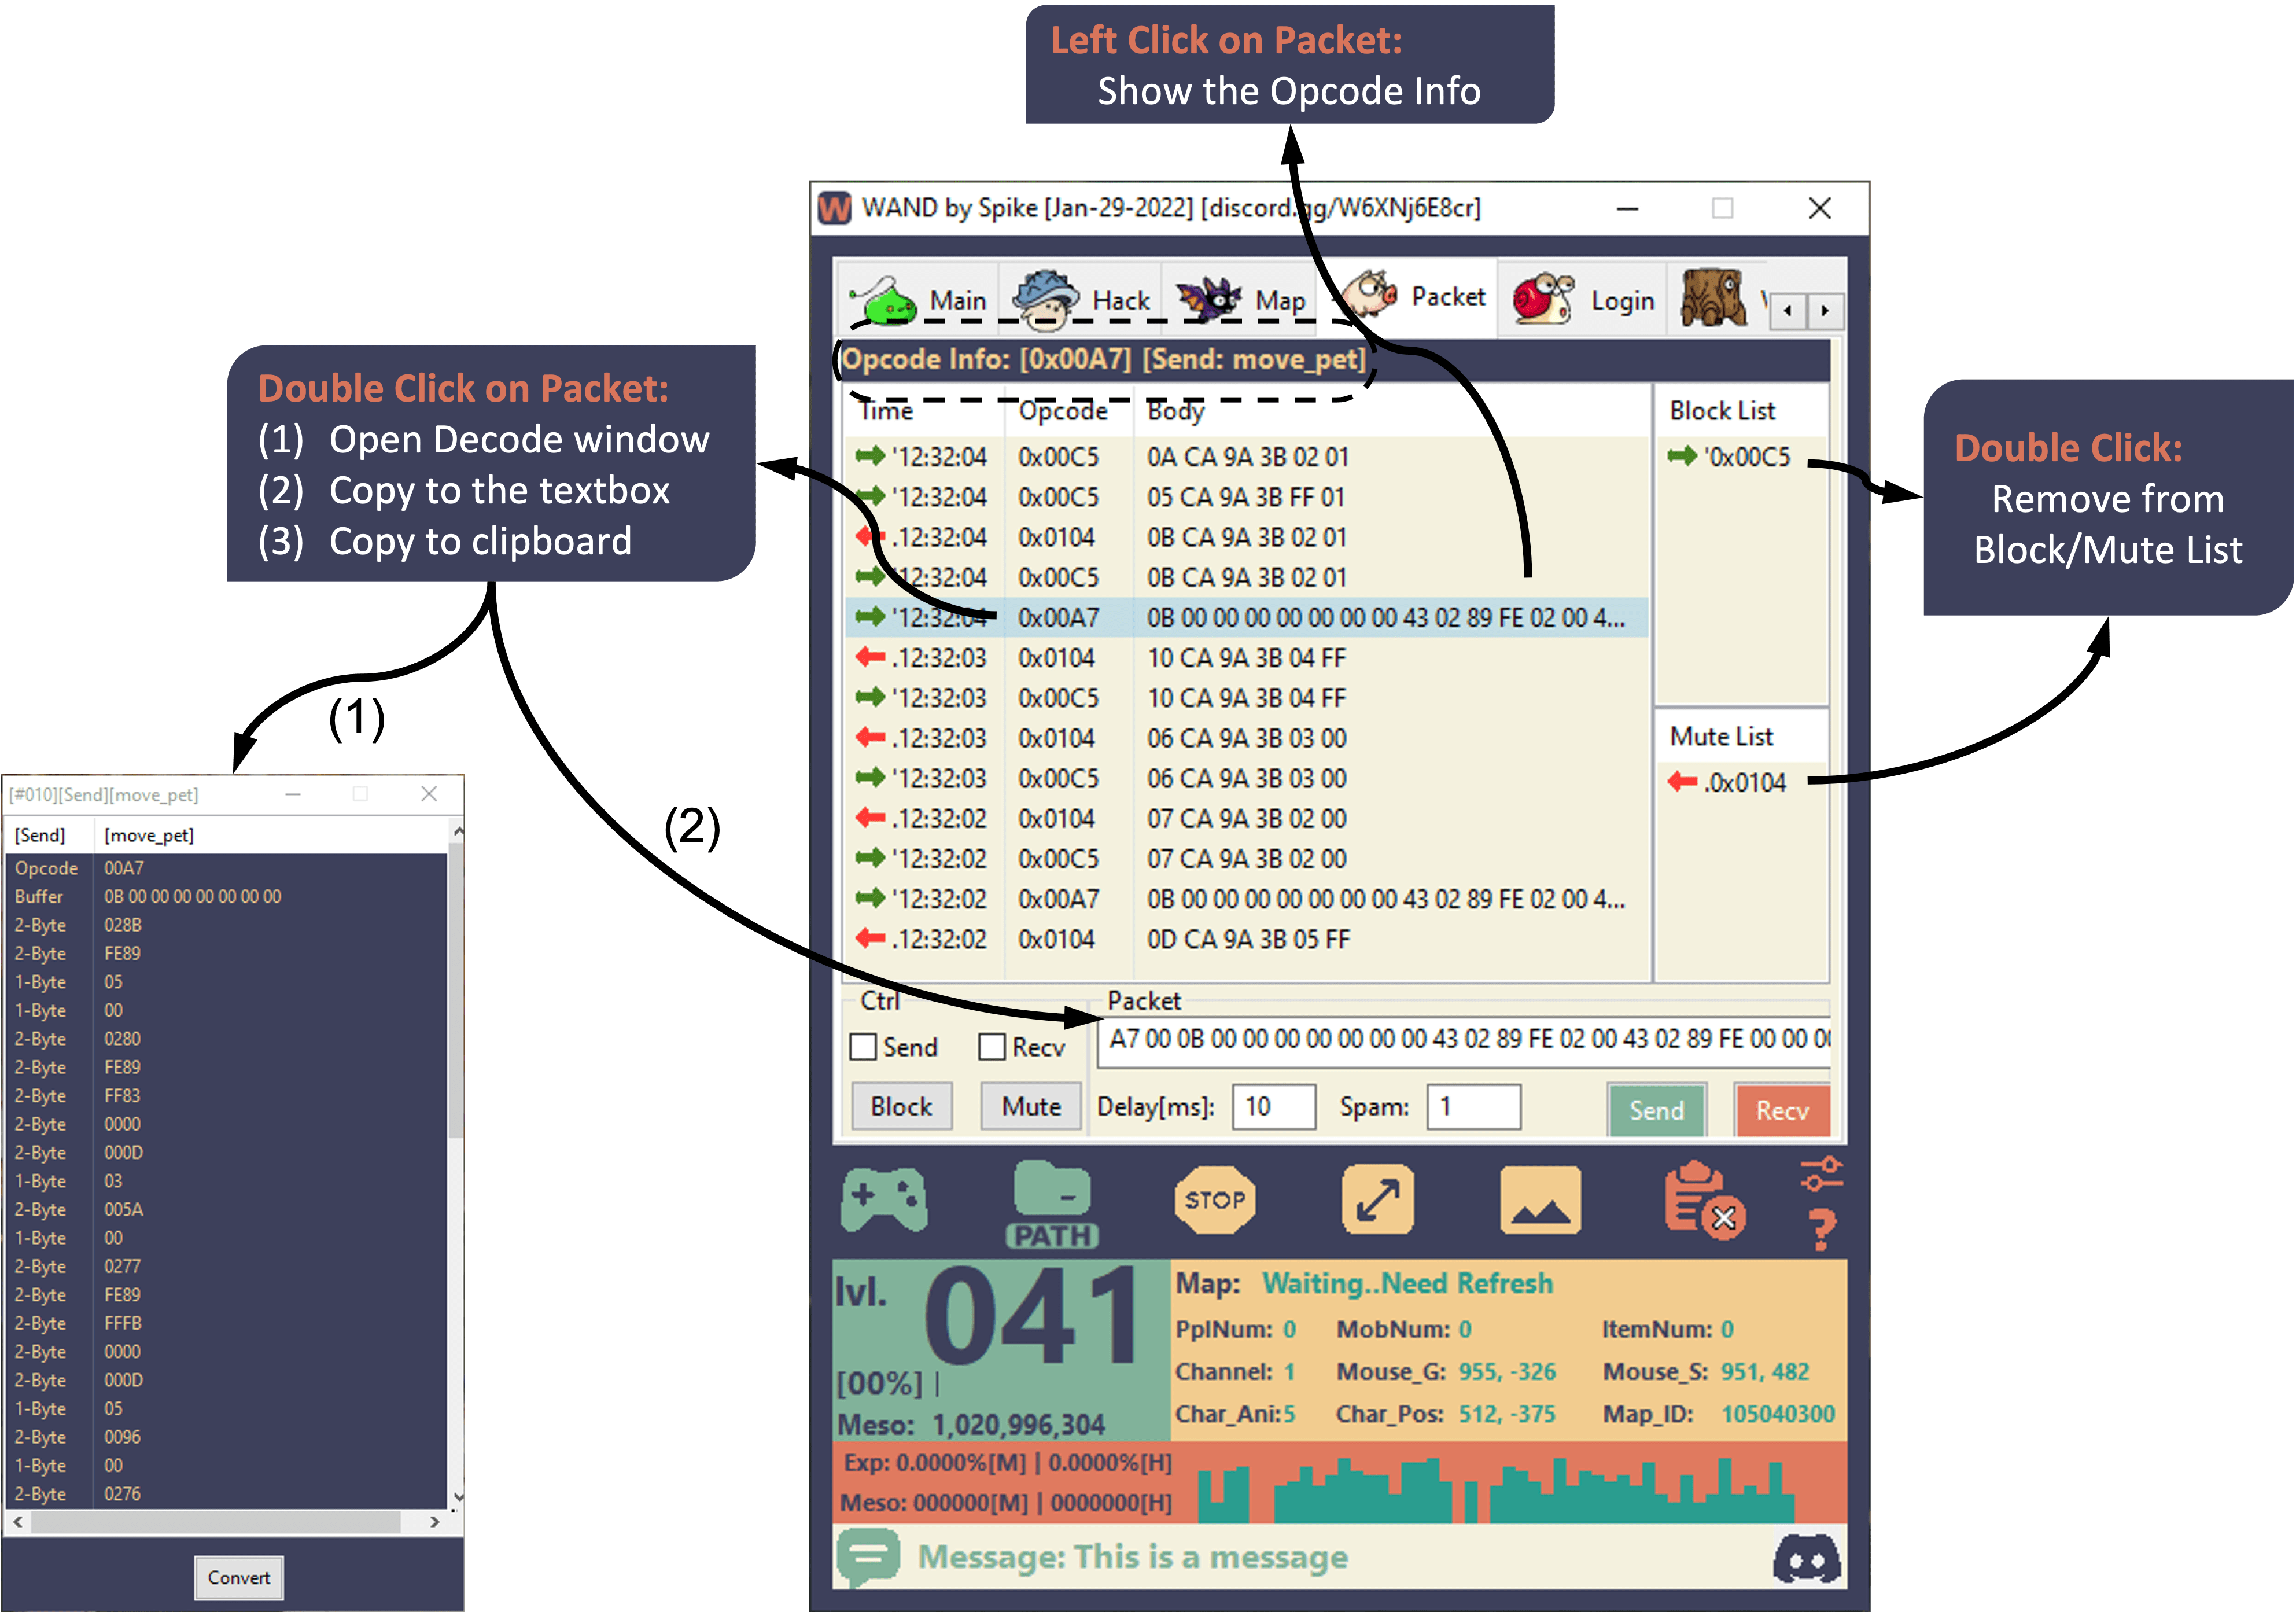 Left Click on Packet:
Show the Opcode Info
WAND by Spike [Jan-29-2022] [discord.gg/W6XNj6E8cr]
Main Hack Map Packet Login
Opcode Info: [0x00A7] [Send: move_pet]
Time Opcode Body
'12:32:04 0x00C5 0A CA 9A 3B 02 01
'12:32:04 0x00C5 05 CA 9A 3B FF 01
.12:32:04 0x0104 0B CA 9A 3B 02 01
'12:32:04 0x00C5 0B CA 9A 3B 02 01
'12:32:04 0x00A7 0B 00 00 00 00 00 00 00 43 02 89 FE 02 00 4...
.12:32:03 0x0104 10 CA 9A 3B 04 FF
'12:32:03 0x00C5 10 CA 9A 3B 04 FF
.12:32:03 0x0104 06 CA 9A 3B 03 00
'12:32:03 0x00C5 06 CA 9A 3B 03 00
.12:32:02 0x0104 07 CA 9A 3B 02 00
'12:32:02 0x00C5 07 CA 9A 3B 02 00
'12:32:02 0x00A7 0B 00 00 00 00 00 00 00 43 02 89 FE 02 00 4...
.12:32:02 0x0104 0D CA 9A 3B 05 FF
Block List
'0x00C5
Mute List
.0x0104
Double Click on Packet:
(1) Open Decode window
(2) Copy to the textbox
(3) Copy to clipboard
Double Click:
Remove from
Block/Mute List
(1)
(2)
[#010][Send][move_pet]
[Send] [move_pet]
Opcode 00A7
Buffer 0B 00 00 00 00 00 00 00
2-Byte 028B
2-Byte FE89
1-Byte 05
1-Byte 00
2-Byte 0280
2-Byte FE89
2-Byte FF83
2-Byte 0000
2-Byte 000D
1-Byte 03
2-Byte 005A
1-Byte 00
2-Byte 0277
2-Byte FE89
2-Byte FFFB
2-Byte 0000
2-Byte 000D
1-Byte 05
2-Byte 0096
1-Byte 00
2-Byte 0276
Convert
Ctrl
Send Recv
Block Mute
Packet
A7 00 0B 00 00 00 00 00 00 00 43 02 89 FE 02 00 43 02 89 FE 00 00
Delay[ms]: 10 Spam: 1 Send Recv
PATH
STOP
?
lvl. 041
[00%] |
Meso: 1,020,996,304
Map: Waiting..Need Refresh
PplNum: 0 MobNum: 0 ItemNum: 0
Channel: 1 Mouse_G: 955, -326 Mouse_S: 951, 482
Char_Ani: 5 Char_Pos: 512, -375 Map_ID: 105040300
Exp: 0.0000%[M] | 0.0000%[H]
Meso: 000000[M] | 0000000[H]
Message: This is a message